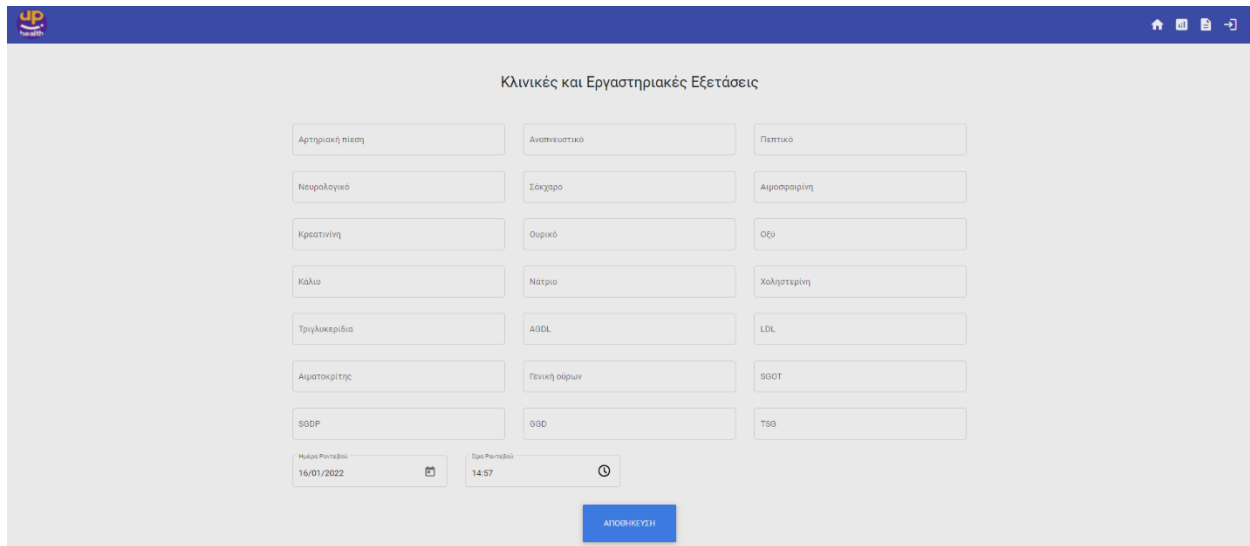 up
health
Κλινικές και Εργαστηριακές Εξετάσεις
Αρτηριακή πίεση Αναπνευστικό Πεπτικό
Νευρολογικό Σάκχαρο Αιμοσφαιρίνη
Κρεατινίνη Ουρικό Οξύ
Κάλιο Νάτριο Χοληστερίνη
Τριγλυκερίδια AGDL LDL
Αιματοκρίτης Γενική ούρων SGOT
SGDP GGD TSG
Ημέρα Ραντεβού Ώρα Ραντεβού
16/01/2022 14:57
ΑΠΟΘΗΚΕΥΣΗ